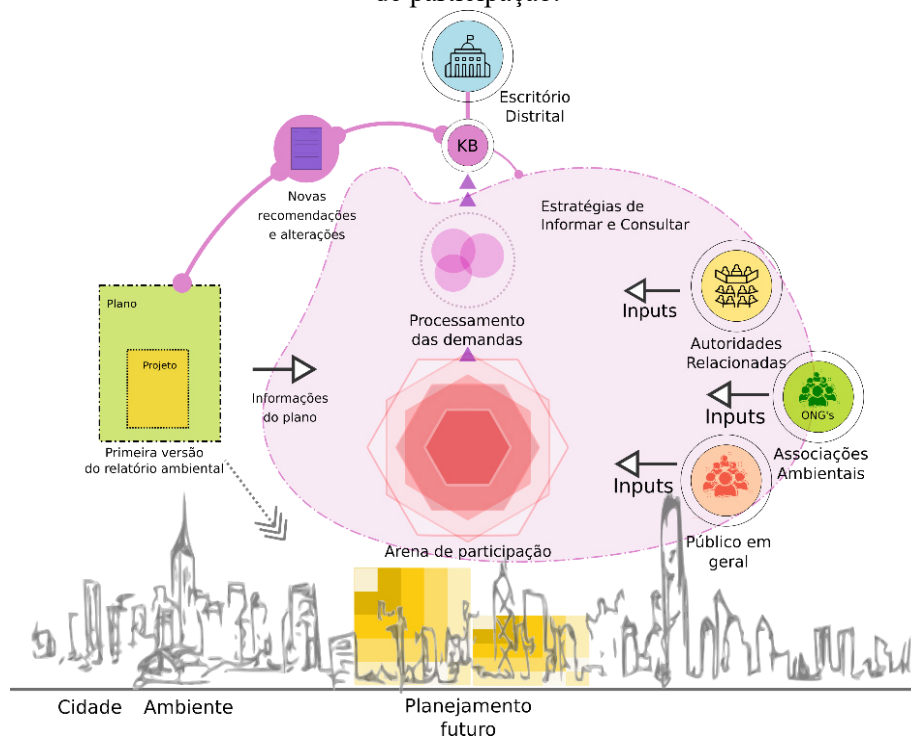 de participação.
Escritório
Distrital
KB
Novas
recomendações
e alterações
Estratégias de
Informar e Consultar
Plano
Projeto
Processamento
das demandas
Inputs
Autoridades
Relacionadas
Informações
do plano
Inputs
ONG's
Associações
Ambientais
Primeira versão
do relatório ambiental
Inputs
Público em
geral
Arena de participação
Cidade
Ambiente
Planejamento
futuro